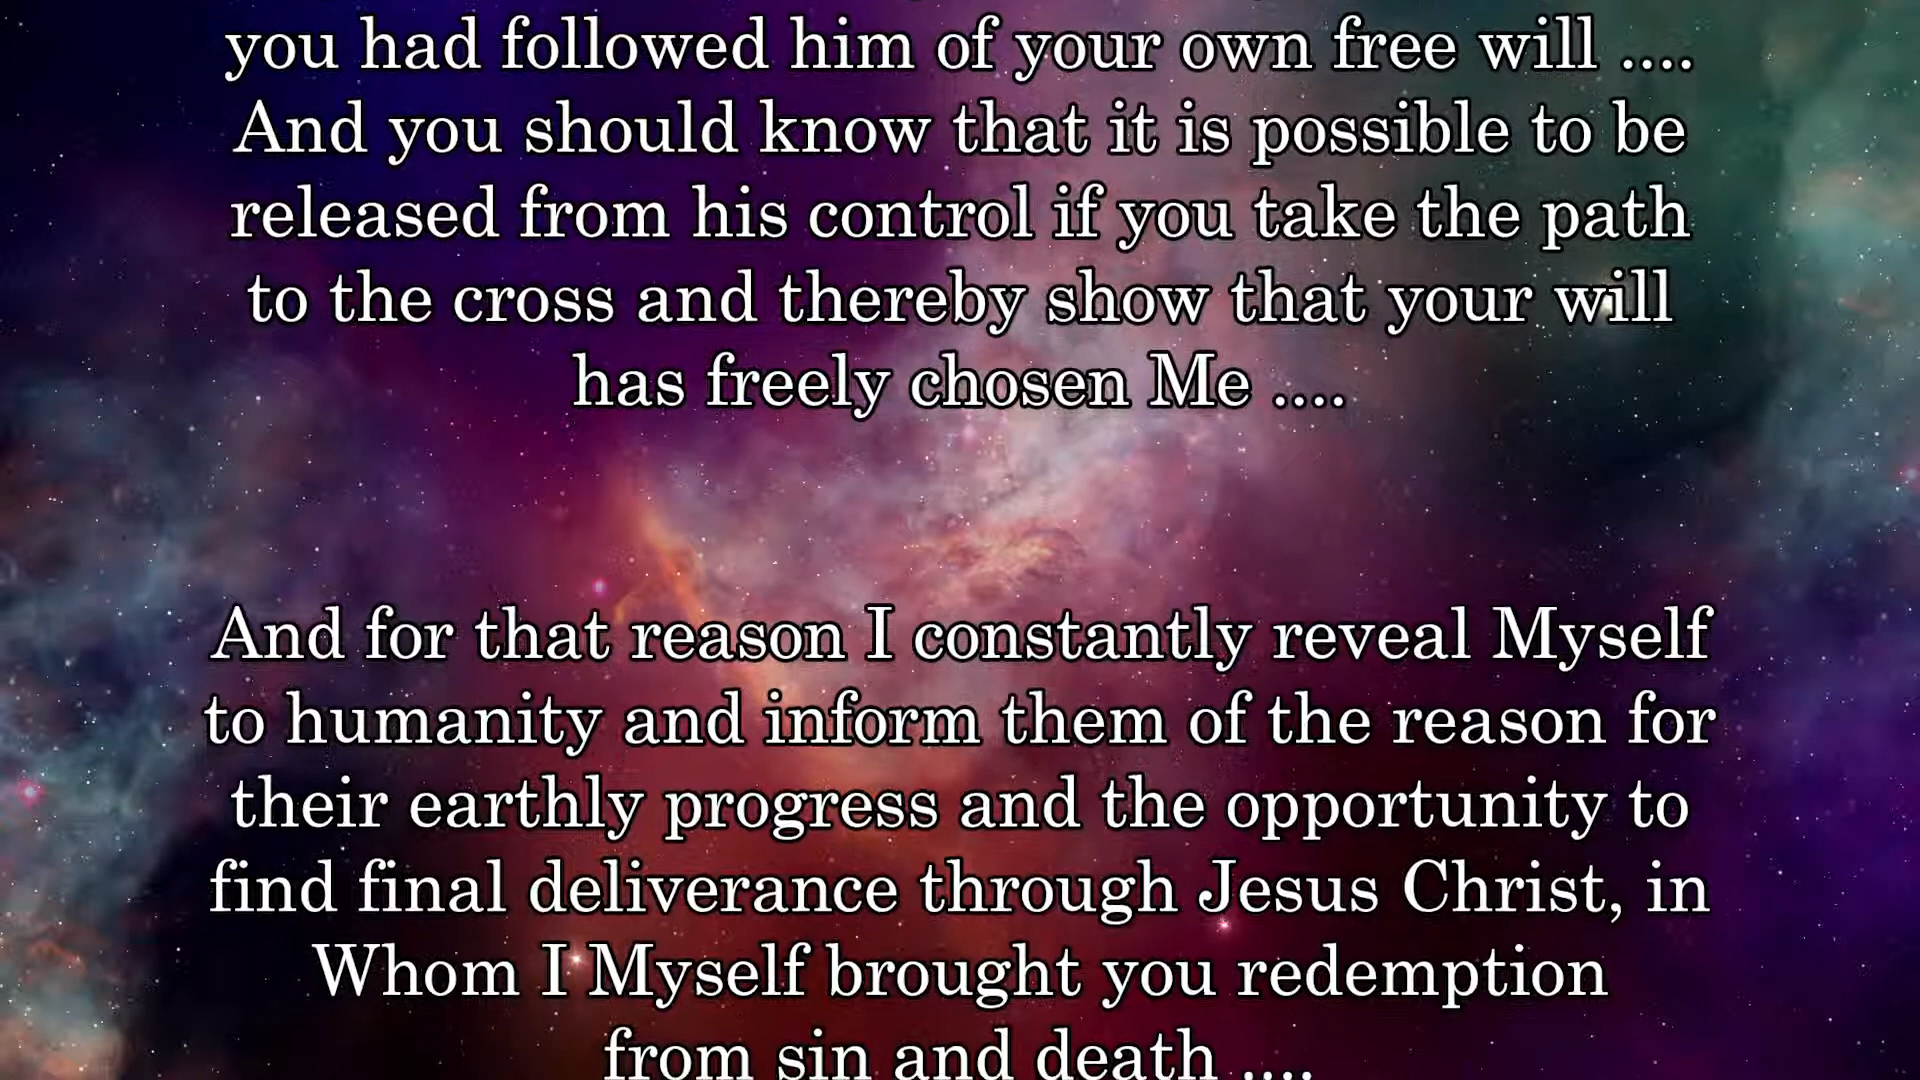 you had followed him of your own free will ....
And you should know that it is possible to be
released from his control if you take the path
to the cross and thereby show that your will
has freely chosen Me ....
And for that reason I constantly reveal Myself
to humanity and inform them of the reason for
their earthly progress and the opportunity to
find final deliverance through Jesus Christ, in
Whom I Myself brought you redemption
from sin and death ....